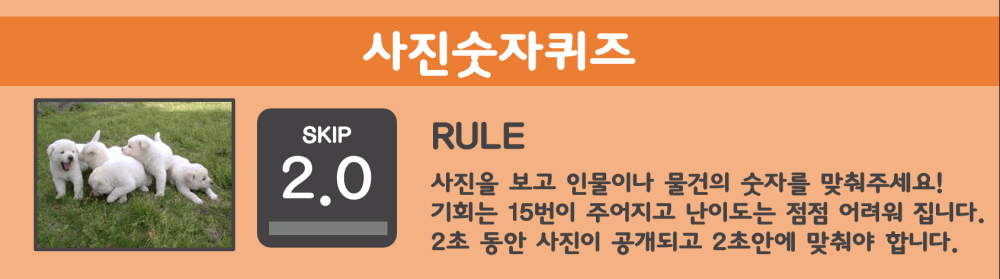 사진숫자퀴즈
SKIP
2.0
RULE
사진을 보고 인물이나 물건의 숫자를 맞춰주세요!
기회는 15번이 주어지고 난이도는 점점 어려워 집니다.
2초 동안 사진이 공개되고 2초안에 맞춰야 합니다.